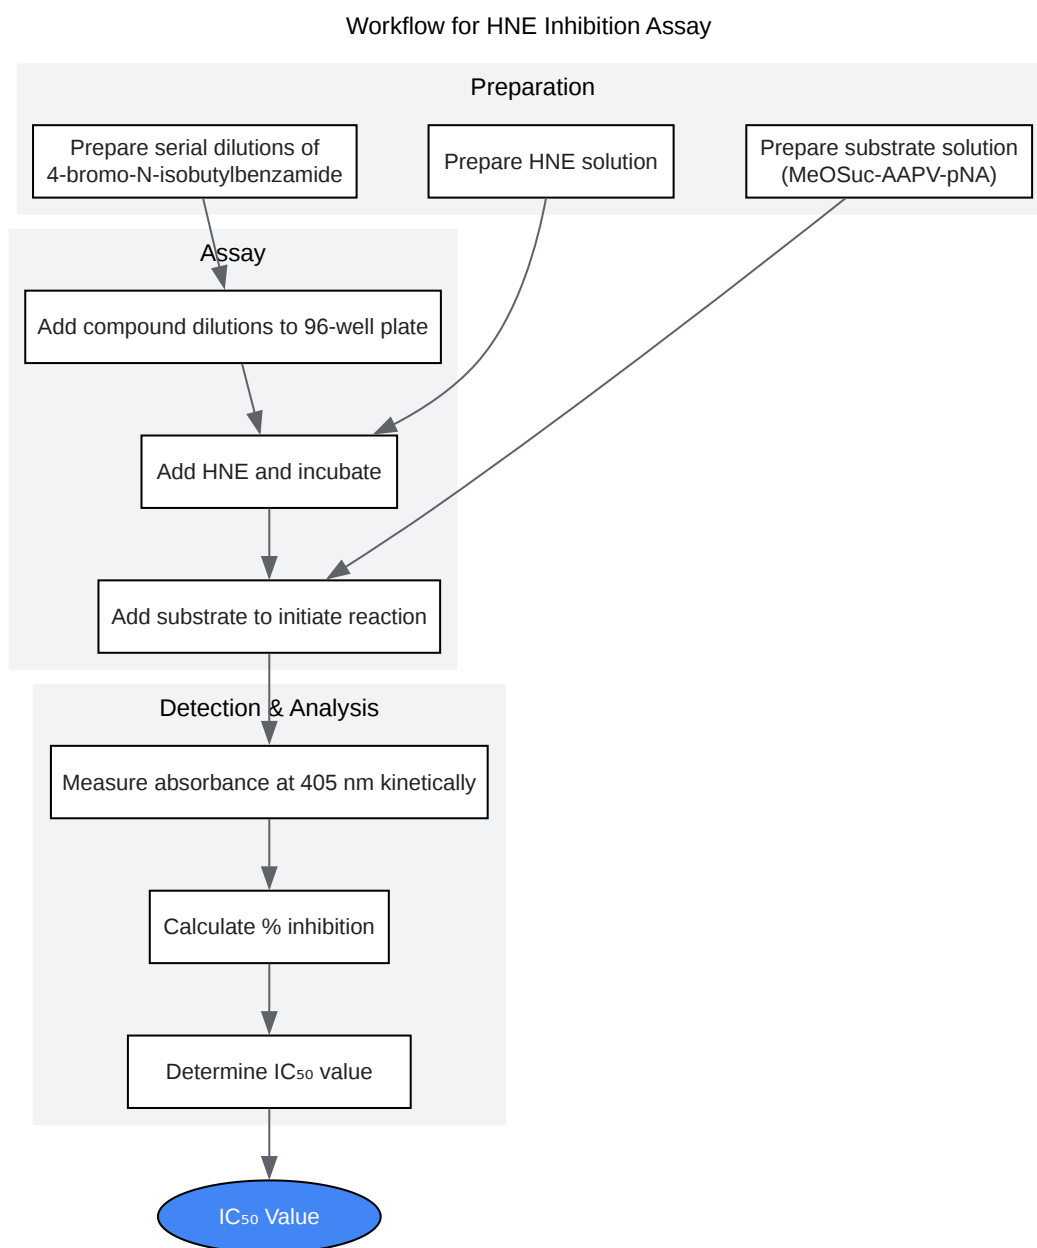 Workflow for HNE Inhibition Assay
Preparation
Prepare serial dilutions of
4-bromo-N-isobutylbenzamide
Prepare HNE solution
Prepare substrate solution
(MeOSuc-AAPV-pNA)
Assay
Add compound dilutions to 96-well plate
Add HNE and incubate
Add substrate to initiate reaction
Detection & Analysis
Measure absorbance at 405 nm kinetically
Calculate % inhibition
Determine IC₅₀ value
IC₅₀ Value